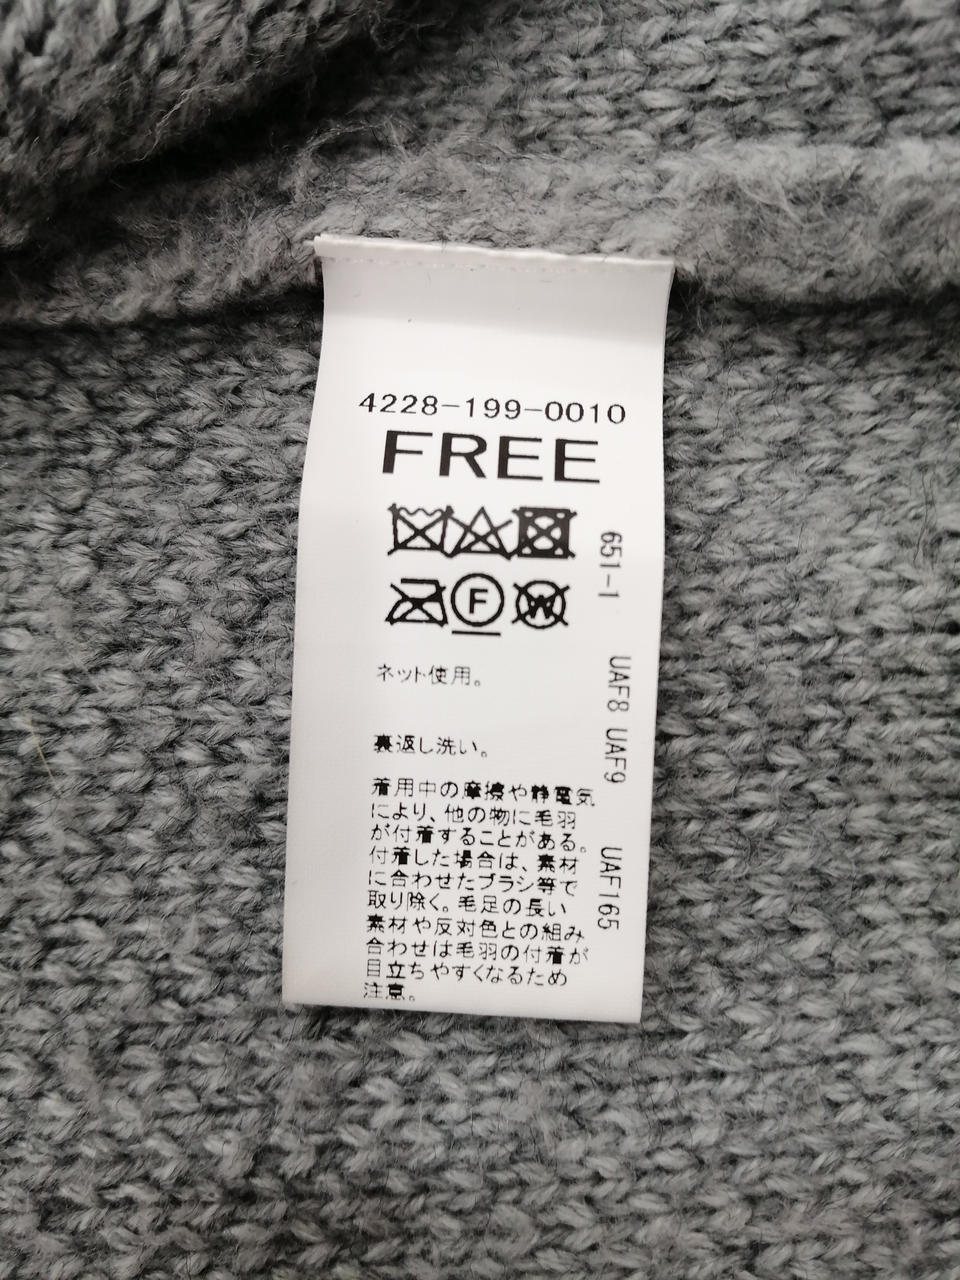 4228-199-0010
FREE
F
W
651-1
UAF8 UAF9
UAF165
ネット使用。
裏返し洗い。
着用中の摩擦や静電気
により、他の物に毛羽
が付着することがある。
付着した場合は、素材
に合わせたブラシ等で
取り除く。毛足の長い
素材や反対色との組み
合わせは毛羽の付着が
目立ちやすくなるため
注意。